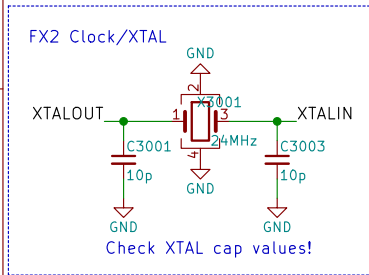 FX2 Clock/XTAL
GND
2
X3001
XTALOUT 1 3 XTALIN
24MHz
C3001 4 C3003
10p GND 10p
GND GND
Check XTAL cap values!